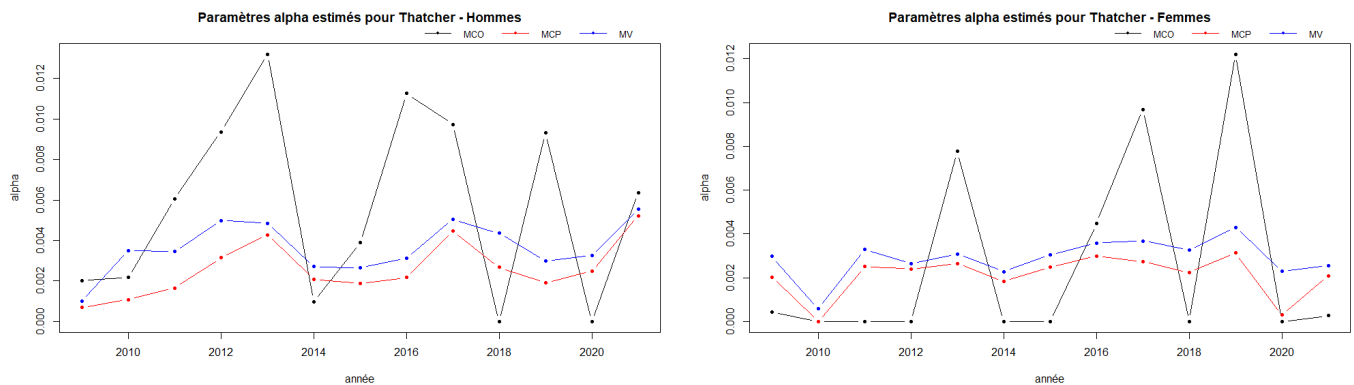 Paramètres alpha estimés pour Thatcher - Hommes
MCO MCP MV
0.012
0.010
0.008
0.006
0.004
0.002
0.000
alpha
2010 2012 2014 2016 2018 2020
année
Paramètres alpha estimés pour Thatcher - Femmes
MCO MCP MV
0.012
0.010
0.008
0.006
0.004
0.002
0.000
alpha
2010 2012 2014 2016 2018 2020
année